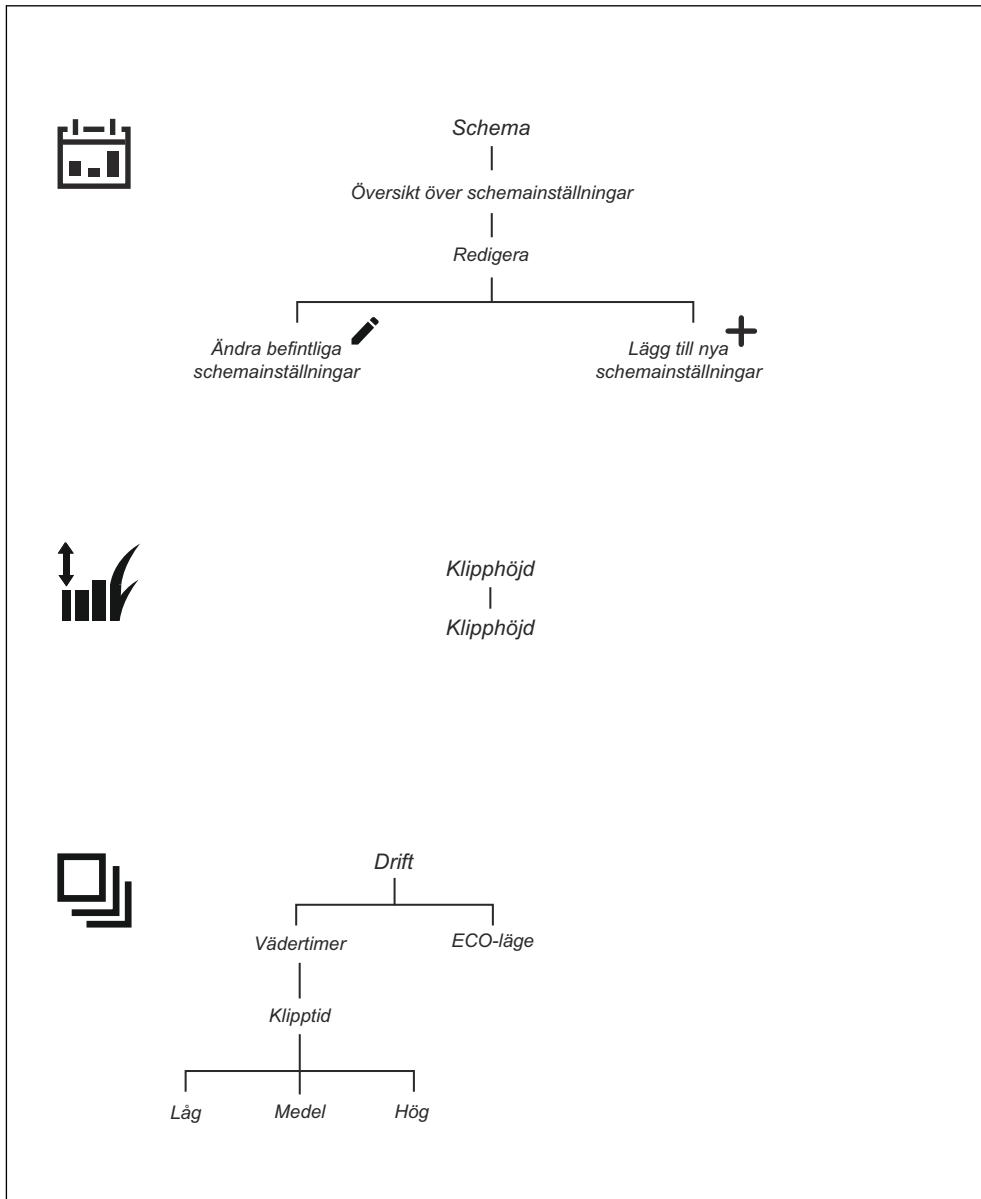 Schema
Översikt över schemainställningar
Redigera
Ändra befintliga
schemainställningar
Lägg till nya
schemainställningar
Klipphöjd
Klipphöjd
Drift
Vädertimer
ECO-läge
Klipptid
Låg
Medel
Hög